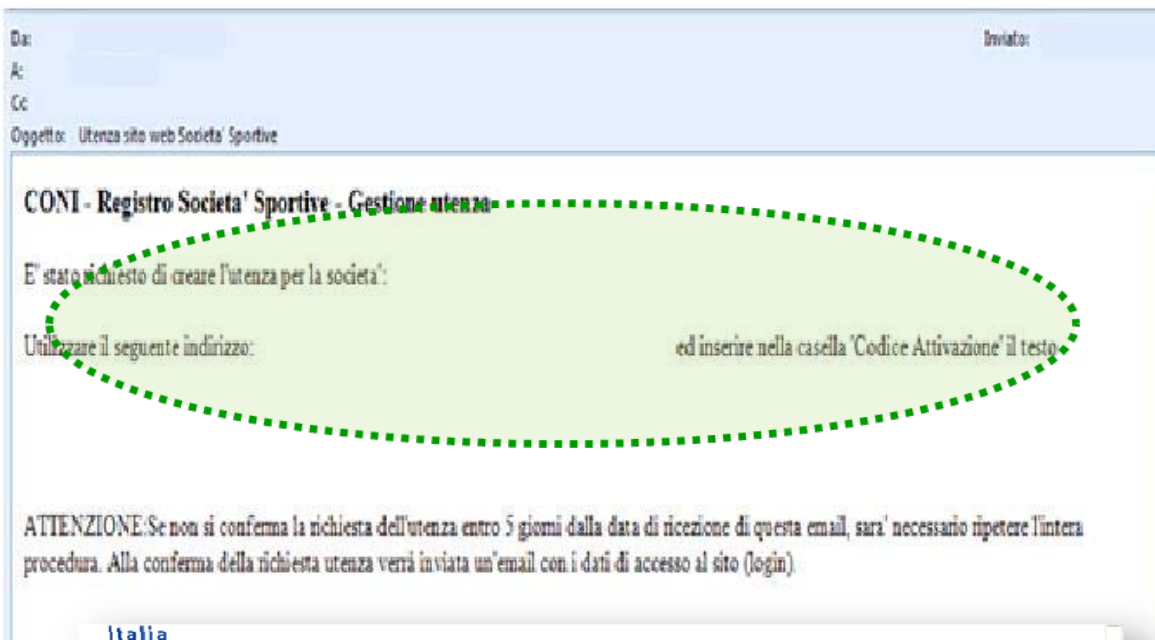 Da:
Inviato:
A:
Cc
Oggetto: Utenza sito web Societa' Sportive
CONI - Registro Societa' Sportive - Gestione utenza
E' stato richiesto di creare l'utenza per la societa':
Utilizzare il seguente indirizzo: ed inserire nella casella 'Codice Attivazione' il testo
ATTENZIONE:Se non si conferma la richiesta dell'utenza entro 5 giorni dalla data di ricezione di questa email, sara' necessario ripetere l'intera
procedura. Alla conferma della richiesta utenza verrà inviata un'email con i dati di accesso al sito (login).
italia